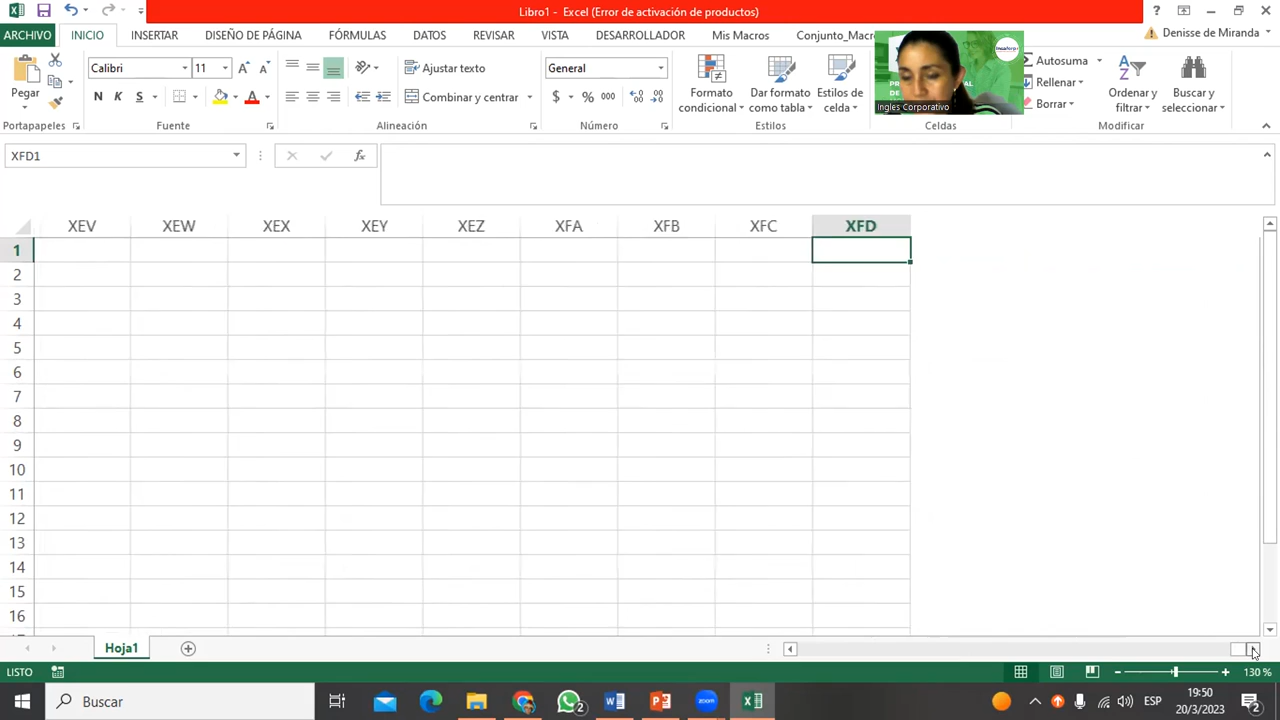 Libro1 - Excel (Error de activación de productos)
?
ARCHIVO INICIO INSERTAR DISEÑO DE PÁGINA FÓRMULAS DATOS REVISAR VISTA DESARROLLADOR Mis Macros Conjunto_Mac Denisse de Miranda
Calibri 11 Ajustar texto General Autosuma
Rellenar
Pegar N K S A Combinar y centrar $ % 000 Formato condicional Dar formato como tabla Estilos de celda Borrar Ordenar y filtrar Buscar y seleccionar
Ingles Corporativo
Portapapeles Fuente Alineación Número Estilos Celdas Modificar
XFD1 fx
XEV XEW XEX XEY XEZ XFA XFB XFC XFD
1
2
3
4
5
6
7
8
9
10
11
12
13
14
15
16
Hoja1
LISTO 130 %
Buscar 2 ESP 19:50
20/3/2023 2